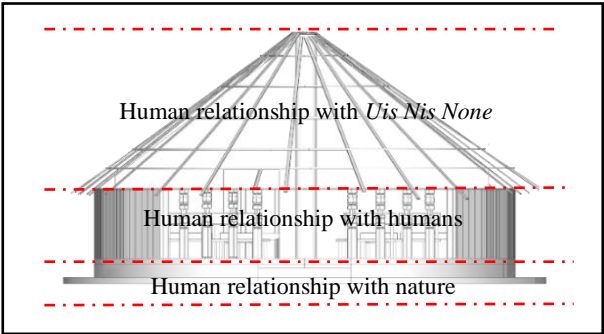 Human relationship with Uis Nis None
Human relationship with humans
Human relationship with nature